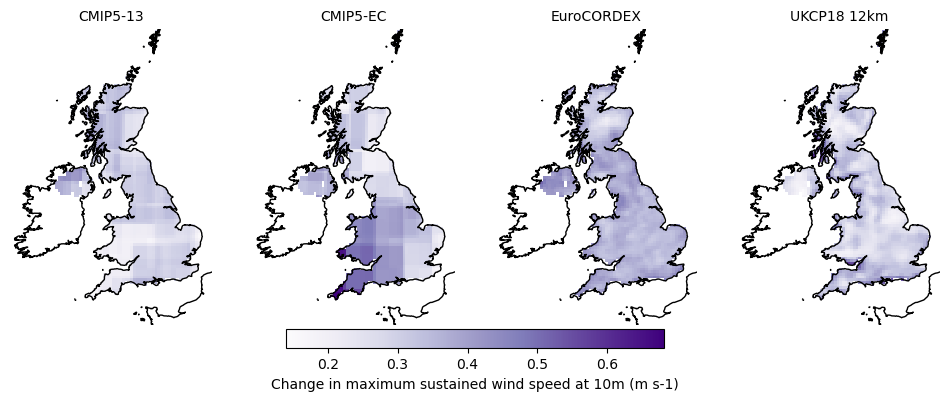 CMIP5-13
CMIP5-EC
EuroCORDEX
UKCP18 12km
0.2 0.3 0.4 0.5 0.6
Change in maximum sustained wind speed at 10m (m s-1)